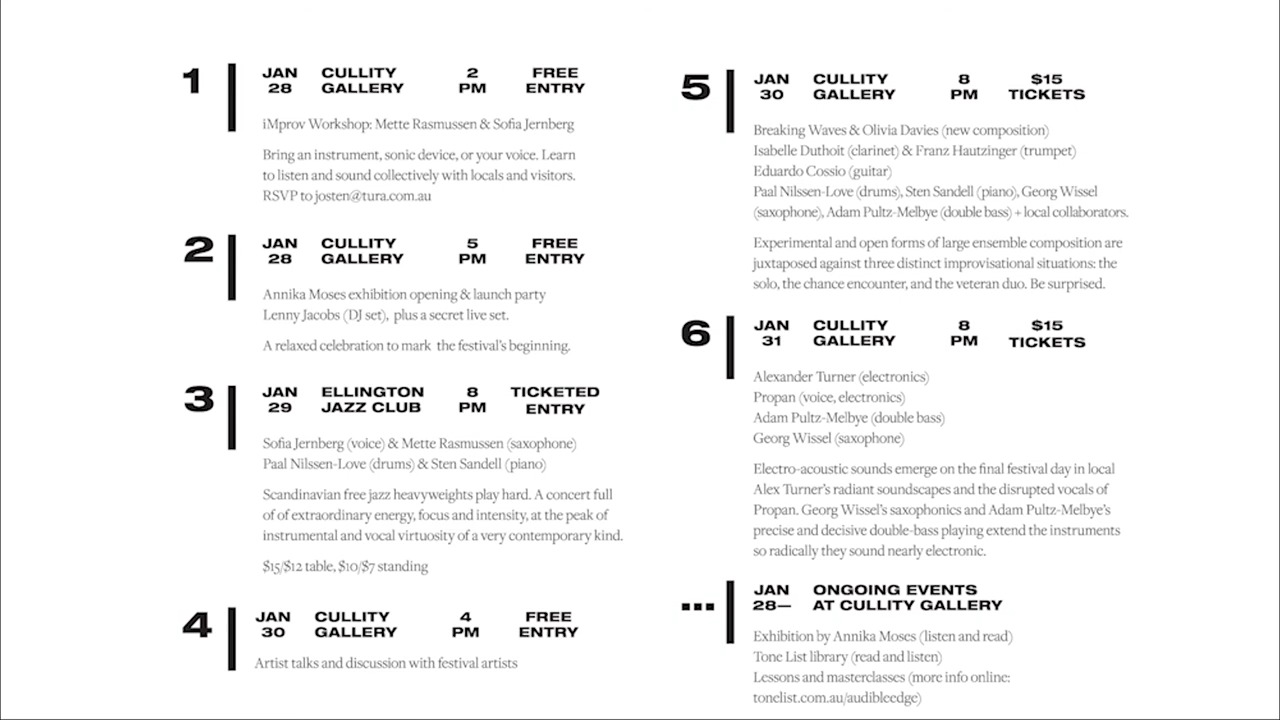 1
JAN 28 CULLITY GALLERY 2 PM FREE ENTRY
iMprov Workshop: Mette Rasmussen & Sofia Jernberg
Bring an instrument, sonic device, or your voice. Learn
to listen and sound collectively with locals and visitors.
RSVP to josten@tura.com.au
2
JAN 28 CULLITY GALLERY 5 PM FREE ENTRY
Annika Moses exhibition opening & launch party
Lenny Jacobs (DJ set), plus a secret live set.
A relaxed celebration to mark the festival's beginning.
3
JAN 29 ELLINGTON JAZZ CLUB 8 PM TICKETED ENTRY
Sofia Jernberg (voice) & Mette Rasmussen (saxophone)
Paal Nilssen-Love (drums) & Sten Sandell (piano)
Scandinavian free jazz heavyweights play hard. A concert full
of of extraordinary energy, focus and intensity, at the peak of
instrumental and vocal virtuosity of a very contemporary kind.
$15/$12 table, $10/$7 standing
4
JAN 30 CULLITY GALLERY 4 PM FREE ENTRY
Artist talks and discussion with festival artists
5
JAN 30 CULLITY GALLERY 8 PM $15 TICKETS
Breaking Waves & Olivia Davies (new composition)
Isabelle Duthoit (clarinet) & Franz Hautzinger (trumpet)
Eduardo Cossio (guitar)
Paal Nilssen-Love (drums), Sten Sandell (piano), Georg Wissel
(saxophone), Adam Pultz-Melbye (double bass) + local collaborators.
Experimental and open forms of large ensemble composition are
juxtaposed against three distinct improvisational situations: the
solo, the chance encounter, and the veteran duo. Be surprised.
6
JAN 31 CULLITY GALLERY 8 PM $15 TICKETS
Alexander Turner (electronics)
Propan (voice, electronics)
Adam Pultz-Melbye (double bass)
Georg Wissel (saxophone)
Electro-acoustic sounds emerge on the final festival day in local
Alex Turner's radiant soundscapes and the disrupted vocals of
Propan. Georg Wissel's saxophonics and Adam Pultz-Melbye's
precise and decisive double-bass playing extend the instruments
so radically they sound nearly electronic.
...
JAN 28— ONGOING EVENTS AT CULLITY GALLERY
Exhibition by Annika Moses (listen and read)
Tone List library (read and listen)
Lessons and masterclasses (more info online:
tonelist.com.au/audibleedge)